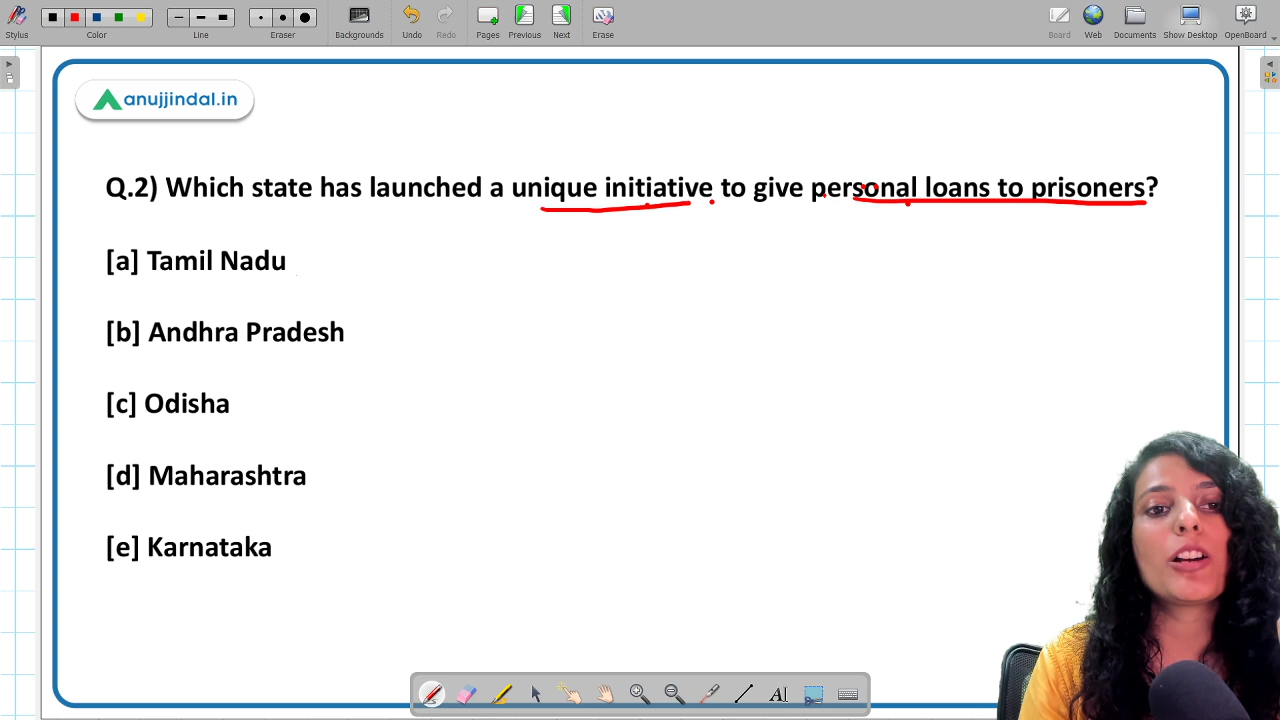 Stylus
Color
Line
Eraser
Backgrounds
Undo
Redo
Pages
Previous
Next
Erase
Board
Web
Documents
Show Desktop
OpenBoard
anujjindal.in
Q.2) Which state has launched a unique initiative to give personal loans to prisoners?
[a] Tamil Nadu
[b] Andhra Pradesh
[c] Odisha
[d] Maharashtra
[e] Karnataka